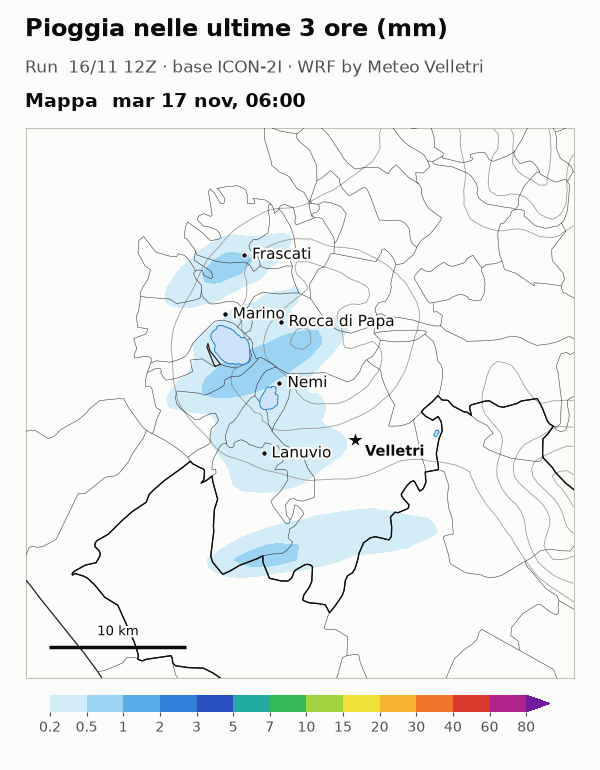 Pioggia nelle ultime 3 ore (mm)
Run  16/11 12Z · base ICON-2I · WRF by Meteo Velletri
Mappa  mar 17 nov, 06:00
Frascati
Marino
Rocca di Papa
Nemi
Velletri
Lanuvio
10 km
0.2 0.5 1 2 3 5 7 10 15 20 30 40 60 80